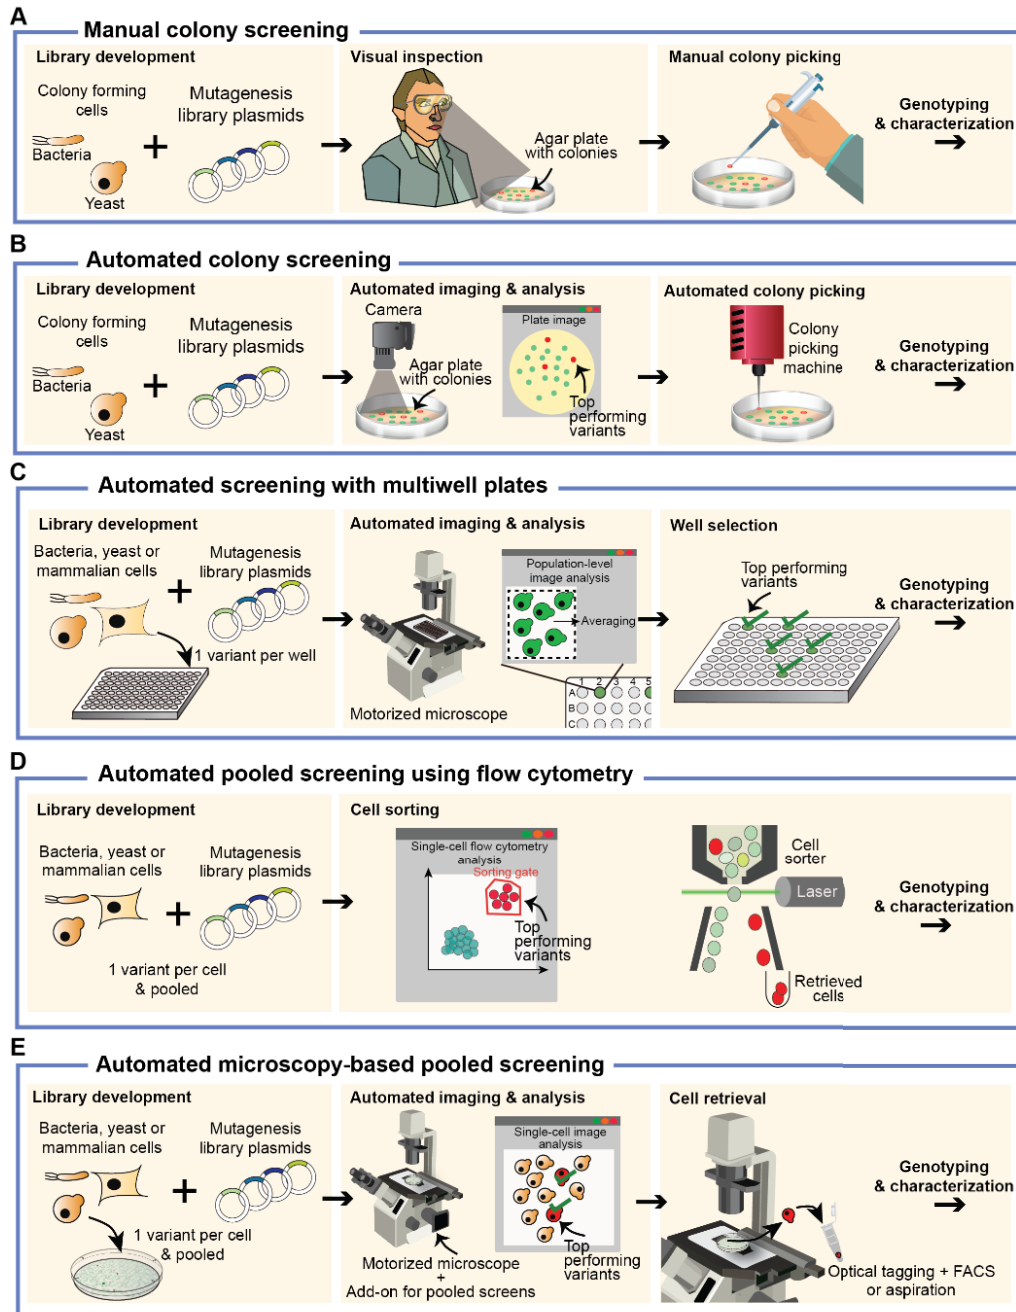 A
Manual colony screening
Library development
Colony forming
cells
Bacteria
Yeast
+
Mutagenesis
library plasmids
Visual inspection
Agar plate
with colonies
Manual colony picking
Genotyping
& characterization
B
Automated colony screening
Library development
Colony forming
cells
Bacteria
Yeast
+
Mutagenesis
library plasmids
Automated imaging & analysis
Camera
Agar plate
with colonies
Plate image
Top
performing
variants
Automated colony picking
Colony
picking
machine
Genotyping
& characterization
C
Automated screening with multiwell plates
Library development
Bacteria, yeast or
mammalian cells
+
Mutagenesis
library plasmids
1 variant per well
Automated imaging & analysis
Motorized microscope
Population-level
image analysis
Averaging
1 2 3 4 5
A
B
C
Well selection
Top performing
variants
Genotyping
& characterization
D
Automated pooled screening using flow cytometry
Library development
Bacteria, yeast or
mammalian cells
+
Mutagenesis
library plasmids
1 variant per cell
& pooled
Cell sorting
Single-cell flow cytometry
analysis
Sorting gate
Top
performing
variants
Cell
sorter
Laser
Retrieved
cells
Genotyping
& characterization
E
Automated microscopy-based pooled screening
Library development
Bacteria, yeast or
mammalian cells
+
Mutagenesis
library plasmids
1 variant per cell
& pooled
Automated imaging & analysis
Motorized microscope
+
Add-on for pooled screens
Single-cell image
analysis
Top
performing
variants
Cell retrieval
Optical tagging + FACS
or aspiration
Genotyping
& characterization